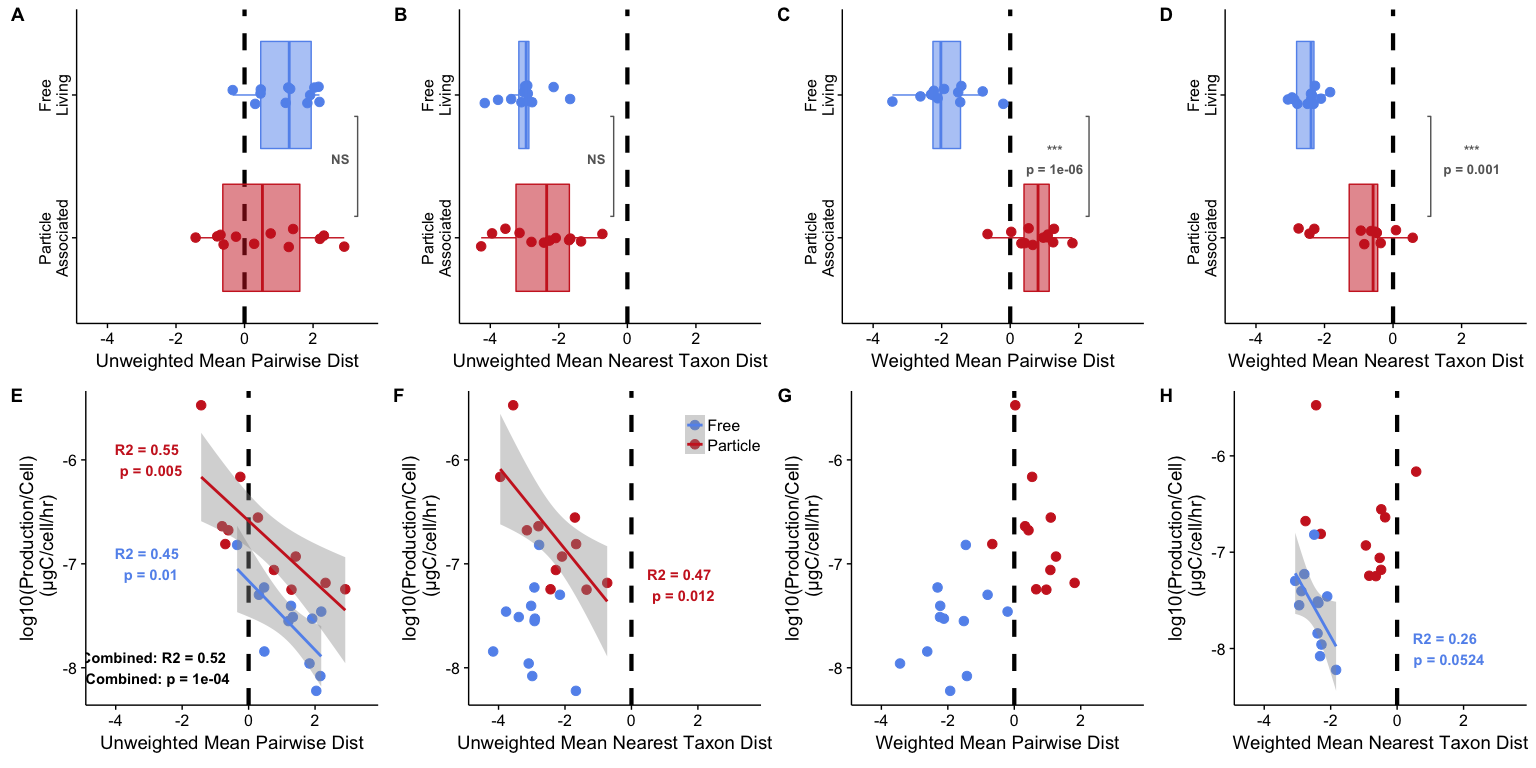 A
Free
Living
Particle
Associated
NS
-4 -2 0 2
Unweighted Mean Pairwise Dist
B
Free
Living
Particle
Associated
NS
-4 -2 0 2
Unweighted Mean Nearest Taxon Dist
C
Free
Living
Particle
Associated
***
p = 1e-06
-4 -2 0 2
Weighted Mean Pairwise Dist
D
Free
Living
Particle
Associated
***
p = 0.001
-4 -2 0 2
Weighted Mean Nearest Taxon Dist
E
log10(Production/Cell)
(μgC/cell/hr)
-6
-7
-8
R2 = 0.55
p = 0.005
R2 = 0.45
p = 0.01
Combined: R2 = 0.52
Combined: p = 1e-04
-4 -2 0 2
Unweighted Mean Pairwise Dist
F
log10(Production/Cell)
(μgC/cell/hr)
-6
-7
-8
Free
Particle
R2 = 0.47
p = 0.012
-4 -2 0 2
Unweighted Mean Nearest Taxon Dist
G
log10(Production/Cell)
(μgC/cell/hr)
-6
-7
-8
-4 -2 0 2
Weighted Mean Pairwise Dist
H
log10(Production/Cell)
(μgC/cell/hr)
-6
-7
-8
R2 = 0.26
p = 0.0524
-4 -2 0 2
Weighted Mean Nearest Taxon Dist